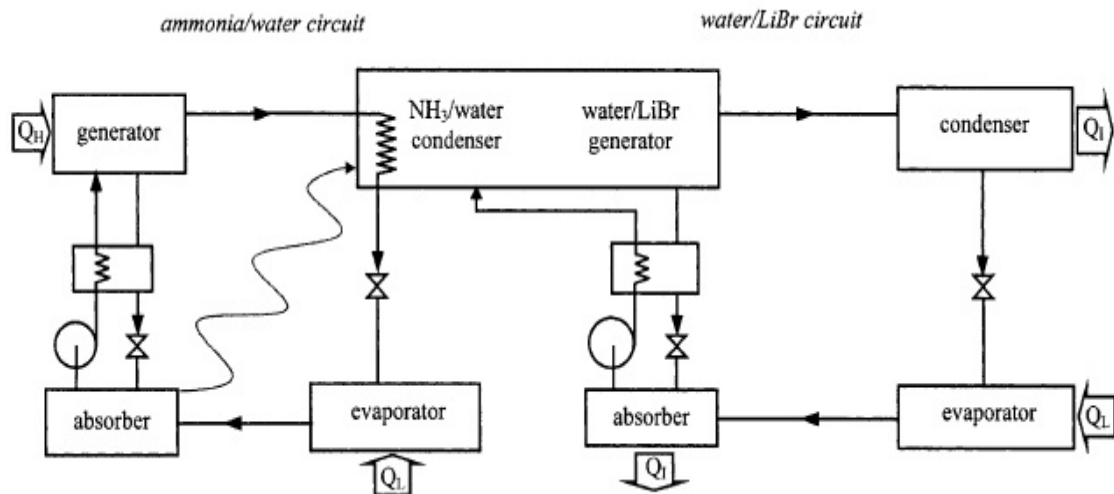 ammonia/water circuit
water/LiBr circuit
Q_H
generator
NH₃/water
condenser
water/LiBr
generator
condenser
Q_I
absorber
evaporator
absorber
evaporator
Q_L
Q_L
Q_I